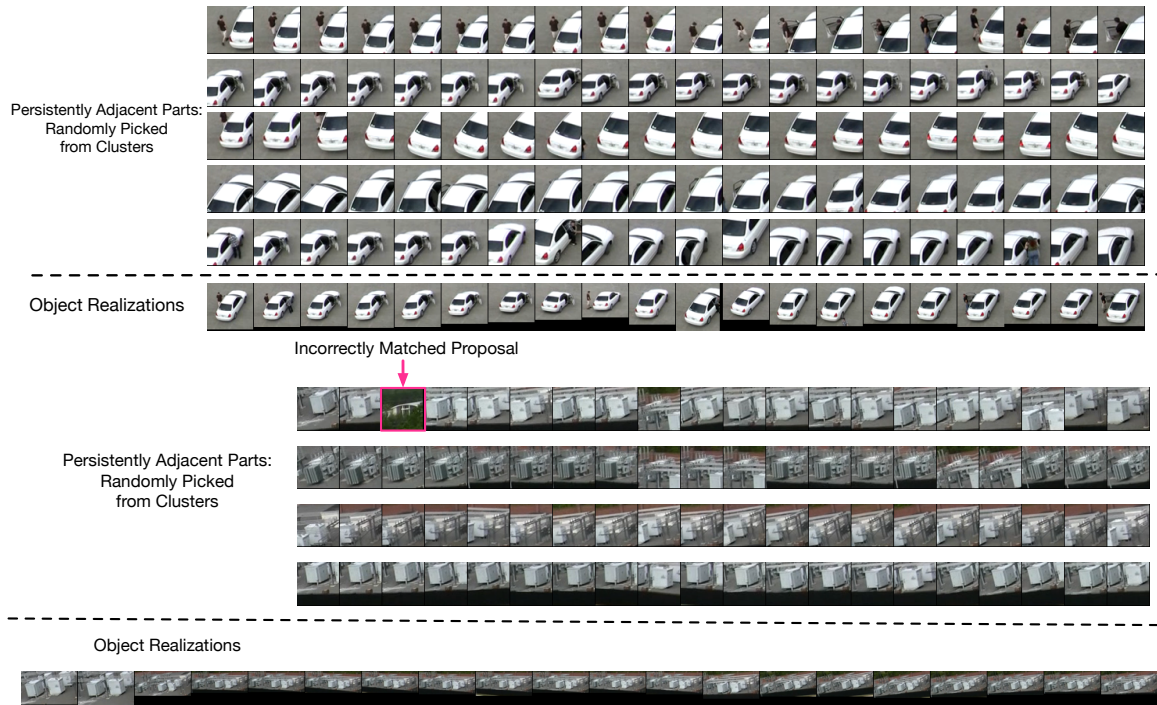 Persistently Adjacent Parts:
Randomly Picked
from Clusters
Object Realizations
Incorrectly Matched Proposal
Persistently Adjacent Parts:
Randomly Picked
from Clusters
Object Realizations